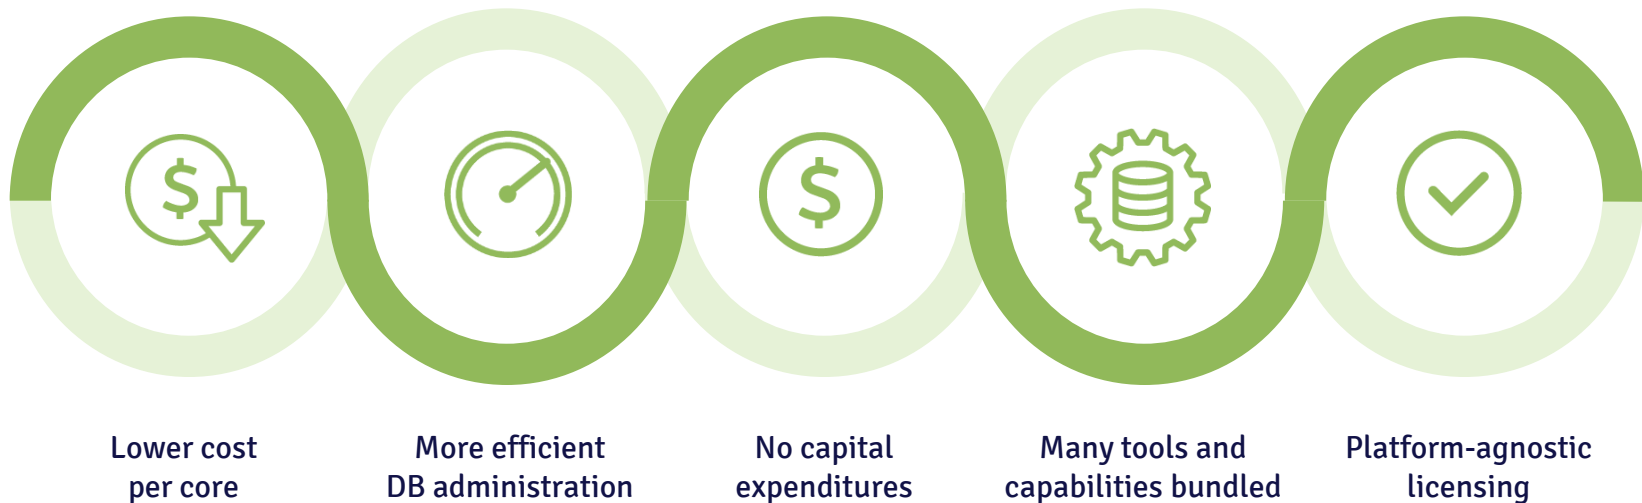 $
$
Lower cost
per core
More efficient
DB administration
No capital
expenditures
Many tools and
capabilities bundled
Platform-agnostic
licensing